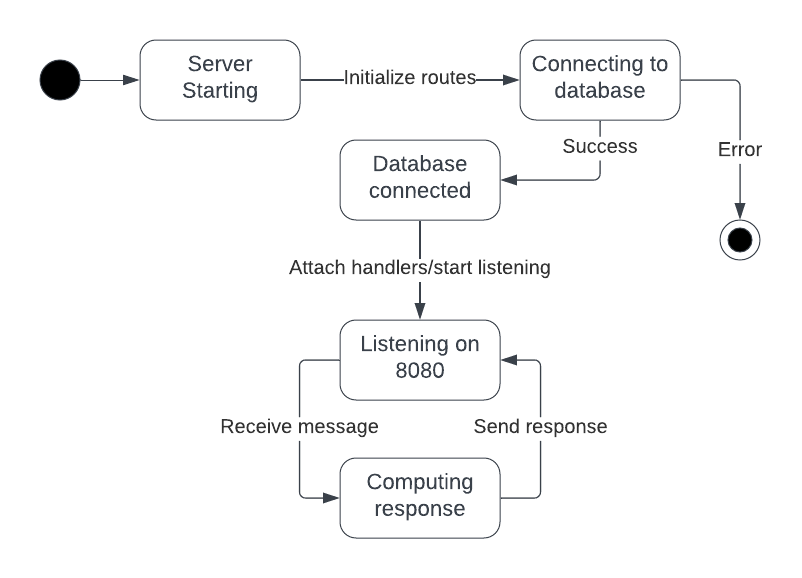 Server
Starting
Initialize routes
Connecting to
database
Success
Error
Database
connected
Attach handlers/start listening
Listening on
8080
Receive message
Send response
Computing
response